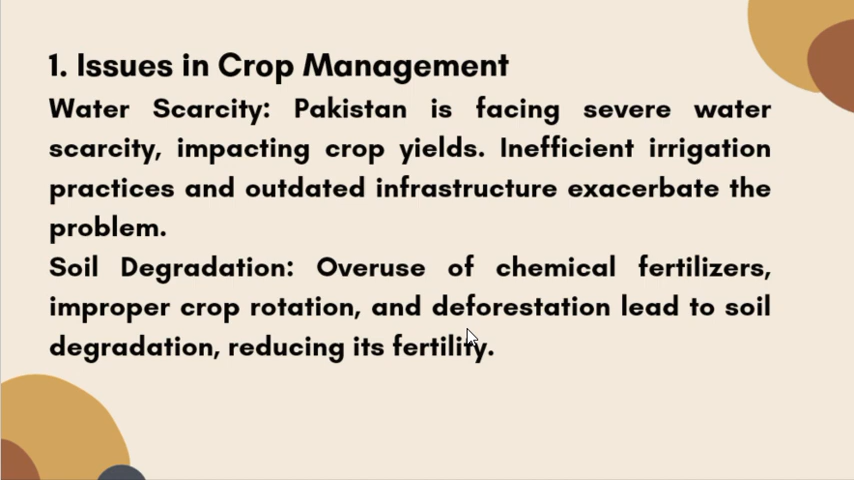 1. Issues in Crop Management
Water Scarcity: Pakistan is facing severe water
scarcity, impacting crop yields. Inefficient irrigation
practices and outdated infrastructure exacerbate the
problem.
Soil Degradation: Overuse of chemical fertilizers,
improper crop rotation, and deforestation lead to soil
degradation, reducing its fertility.